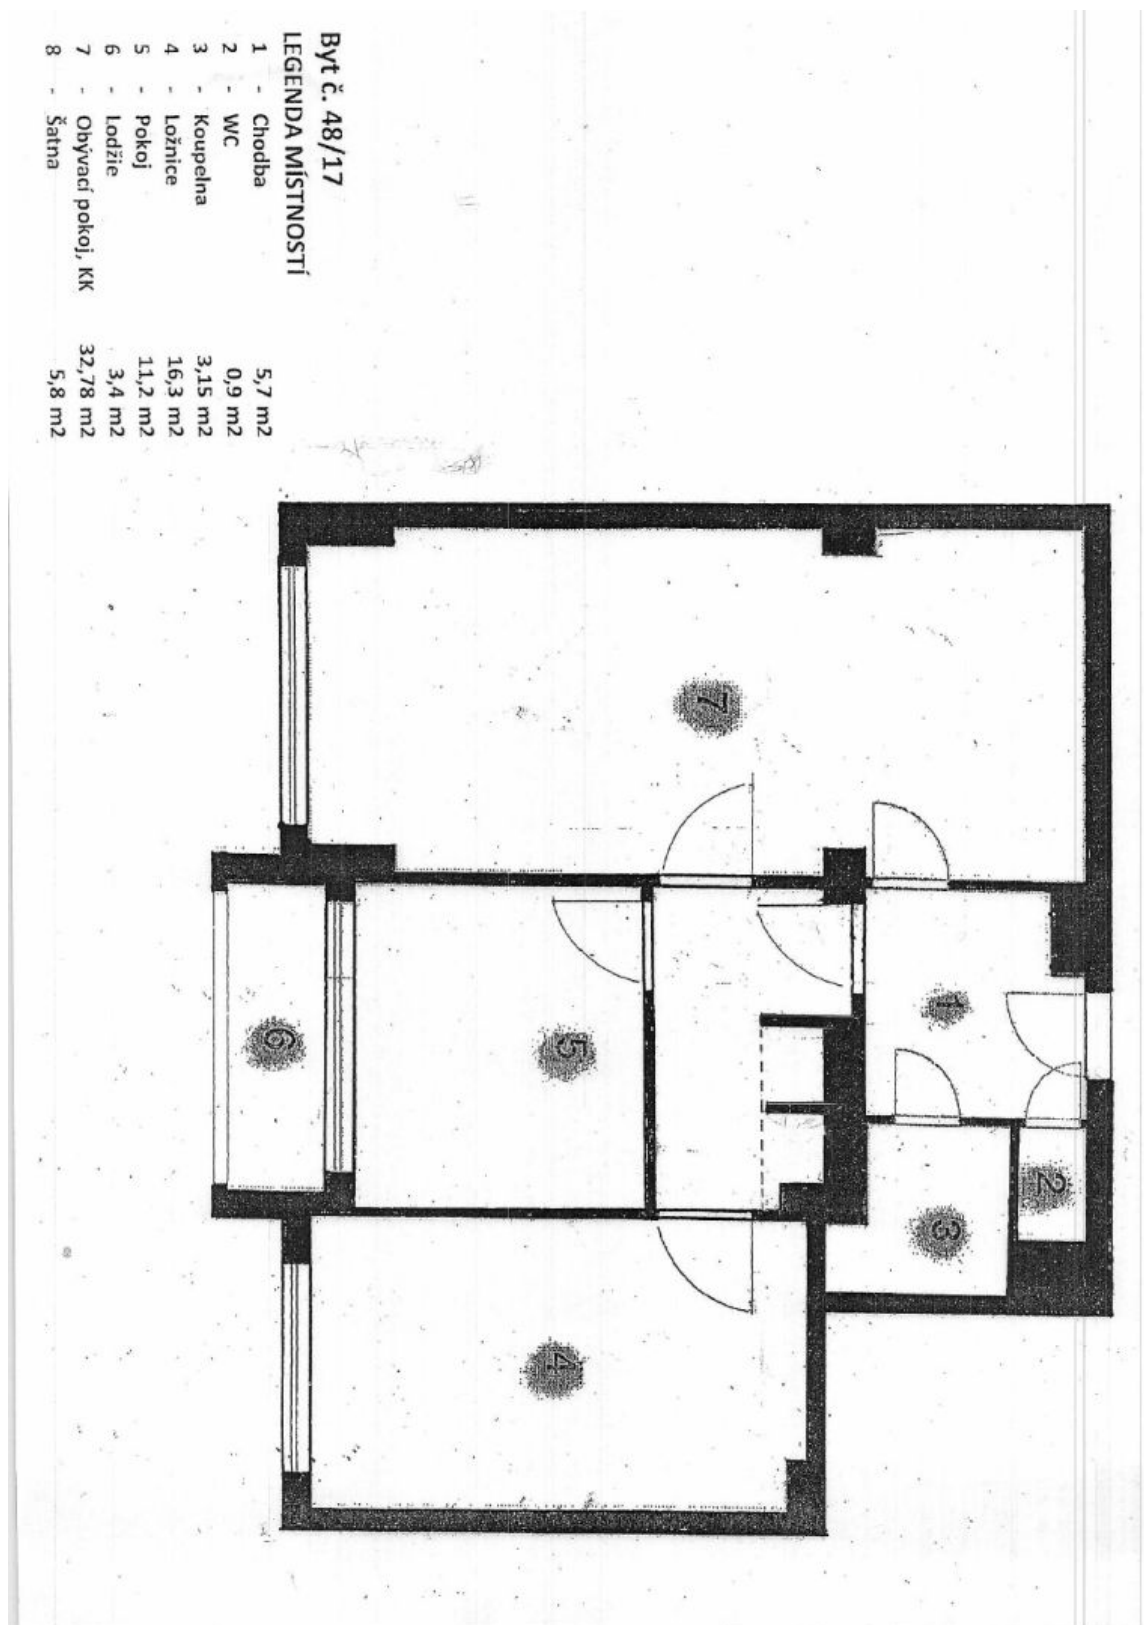 Byt č. 48/17
LEGENDA MÍSTNOSTÍ
1 - Chodba 5,7 m2
2 - WC 0,9 m2
3 - Koupelna 3,15 m2
4 - Ložnice 16,3 m2
5 - Pokoj 11,2 m2
6 - Lodžie 3,4 m2
7 - Obývací pokoj, KK 32,78 m2
8 - Šatna 5,8 m2
7
1
6
5
2
3
4